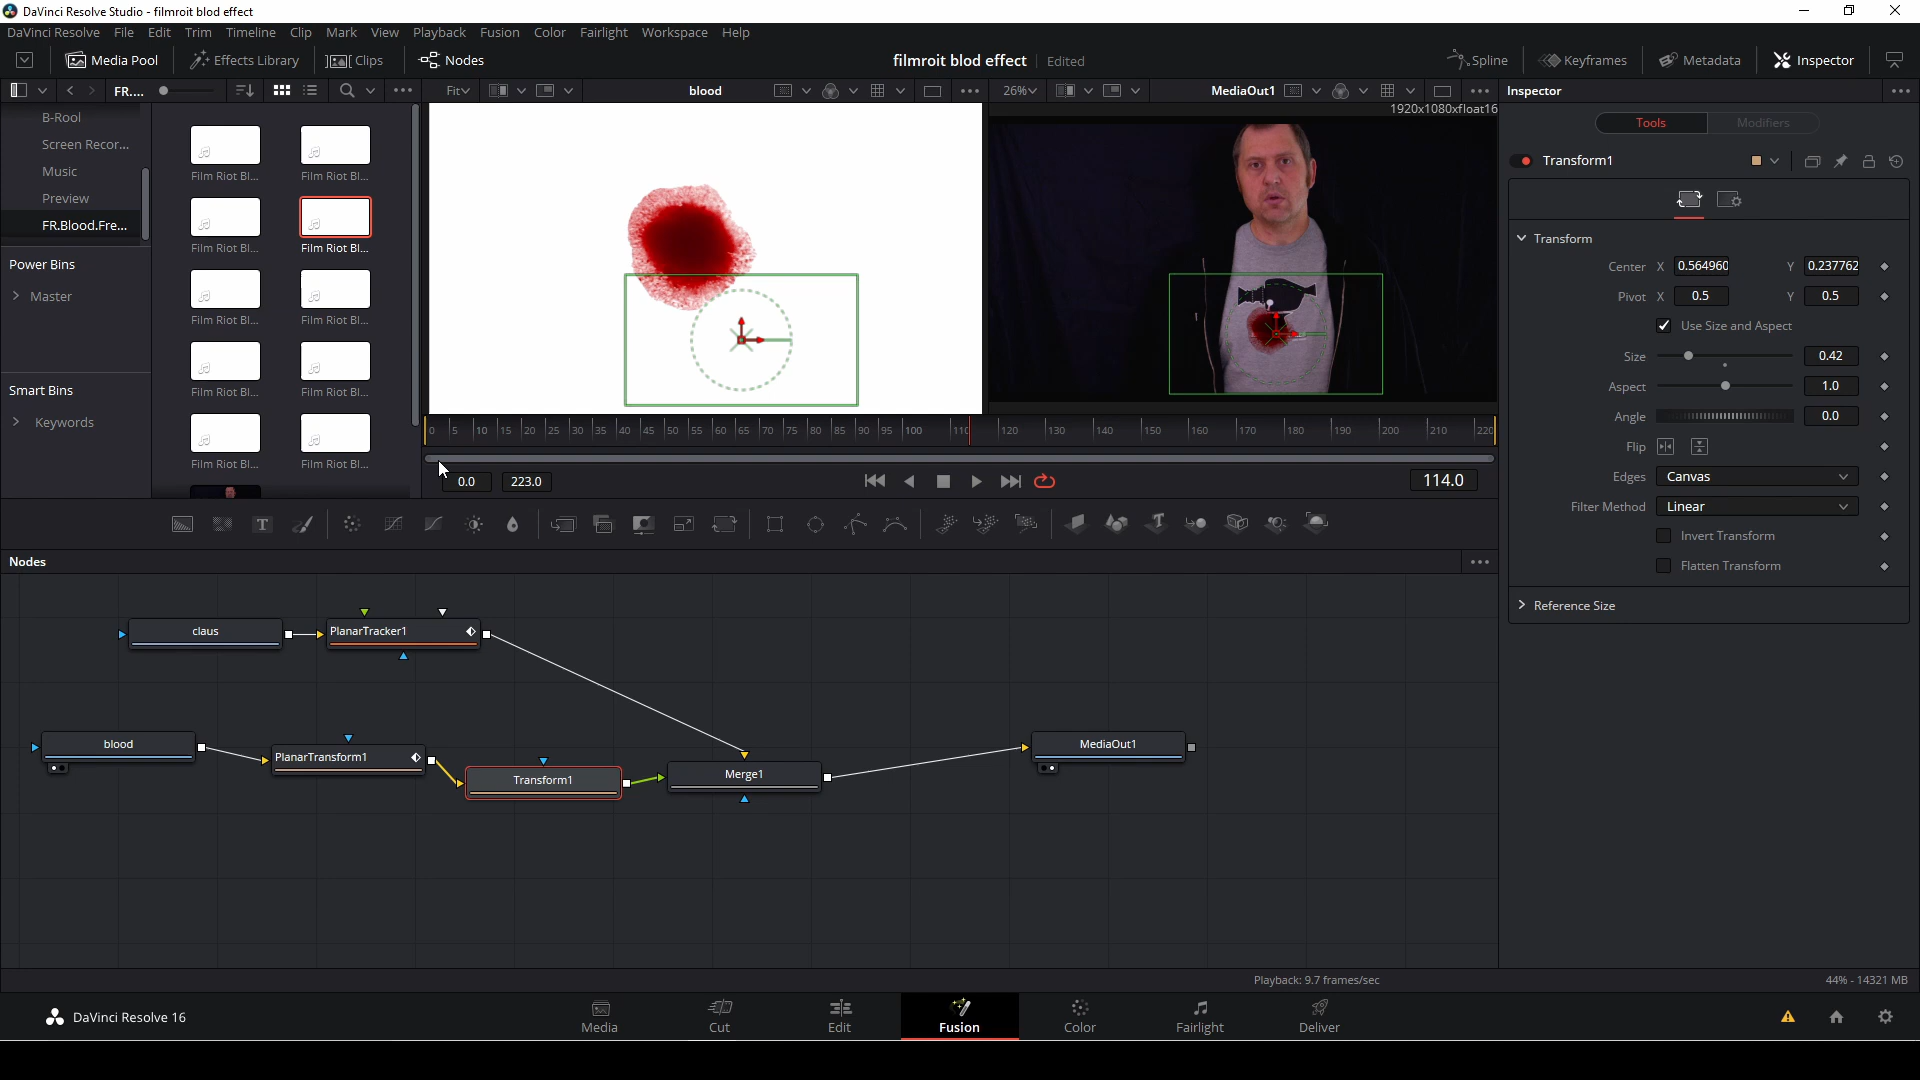 DaVinci Resolve Studio - filmroit blod effect
DaVinci Resolve File Edit Trim Timeline Clip Mark View Playback Fusion Color Fairlight Workspace Help
Media Pool Effects Library Clips Nodes filmroit blod effect Edited Spline Keyframes Metadata Inspector
FR.... Fit blood 26% MediaOut1 Inspector
1920x1080xfloat16
B-Rool
Screen Recor...
Music
Preview
FR.Blood.Fre...
Power Bins
Master
Smart Bins
Keywords
Film Riot Bl... Film Riot Bl...
Film Riot Bl... Film Riot Bl...
Film Riot Bl... Film Riot Bl...
Film Riot Bl... Film Riot Bl...
Film Riot Bl... Film Riot Bl...
0 5 10 15 20 25 30 35 40 45 50 55 60 65 70 75 80 85 90 95 100 110 120 130 140 150 160 170 180 190 200 210 220
0.0 223.0 114.0
Tools Modifiers
Transform1
Transform
Center X 0.564960 Y 0.237762
Pivot X 0.5 Y 0.5
Use Size and Aspect
Size 0.42
Aspect 1.0
Angle 0.0
Flip
Edges Canvas
Filter Method Linear
Invert Transform
Flatten Transform
Reference Size
T
Nodes
claus PlanarTracker1
blood PlanarTransform1 Transform1 Merge1 MediaOut1
Playback: 9.7 frames/sec 44% - 14321 MB
DaVinci Resolve 16 Media Cut Edit Fusion Color Fairlight Deliver